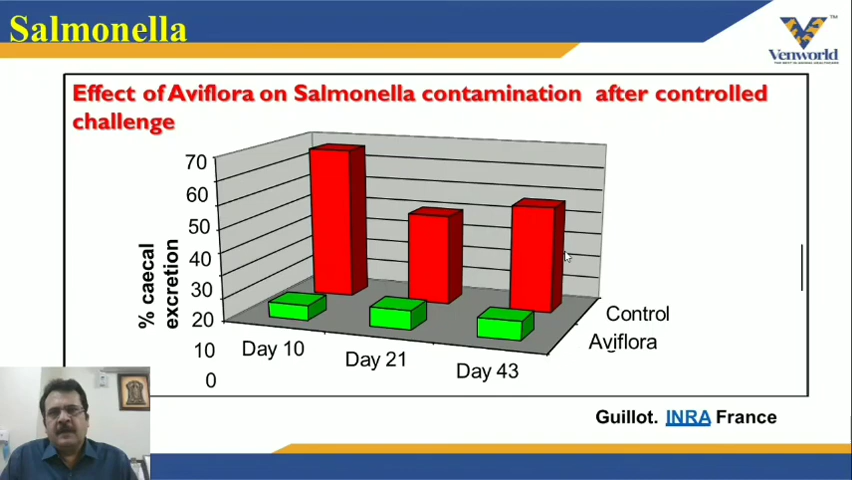 Salmonella
TM
Venworld
Effect of Aviflora on Salmonella contamination after controlled
challenge
70
60
50
40
30
20
10
0
% caecal
excretion
Day 10
Day 21
Day 43
Control
Aviflora
Guillot. INRA France